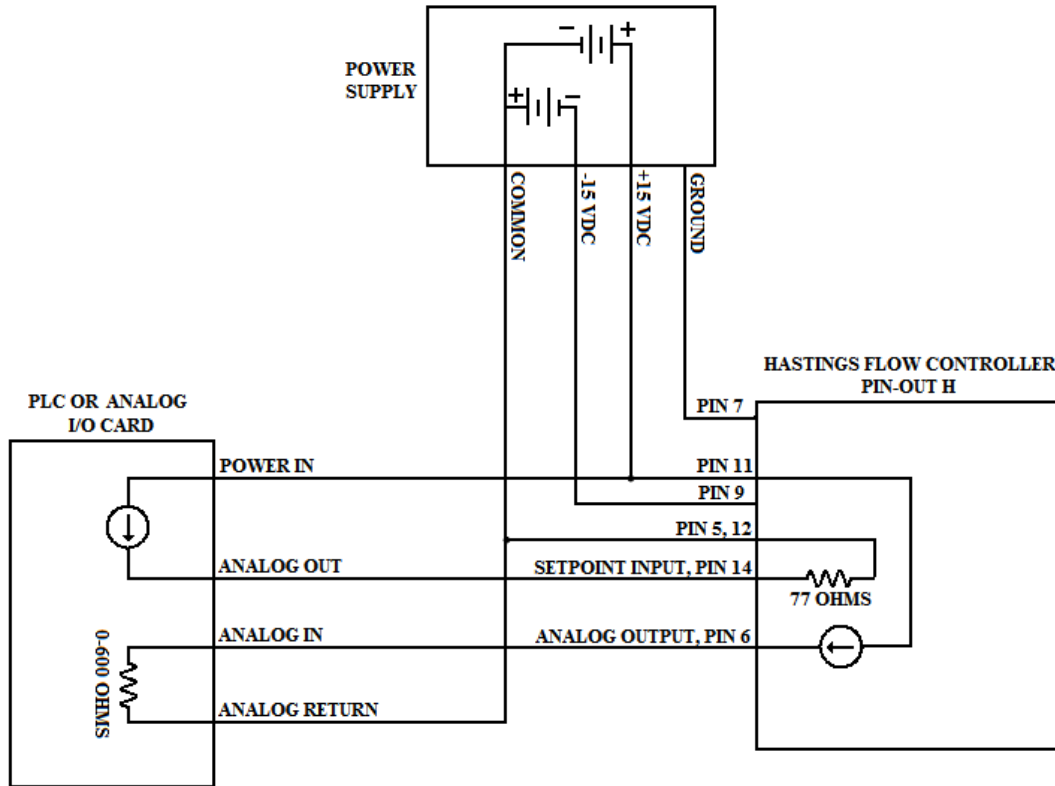 POWER
SUPPLY
- +
+ -
COMMON
-15 VDC
+15 VDC
GROUND
HASTINGS FLOW CONTROLLER
PIN-OUT H
PLC OR ANALOG
I/O CARD
PIN 7
POWER IN
PIN 11
PIN 9
PIN 5, 12
ANALOG OUT
SETPOINT INPUT, PIN 14
77 OHMS
ANALOG IN
ANALOG OUTPUT, PIN 6
0-600 OHMS
ANALOG RETURN